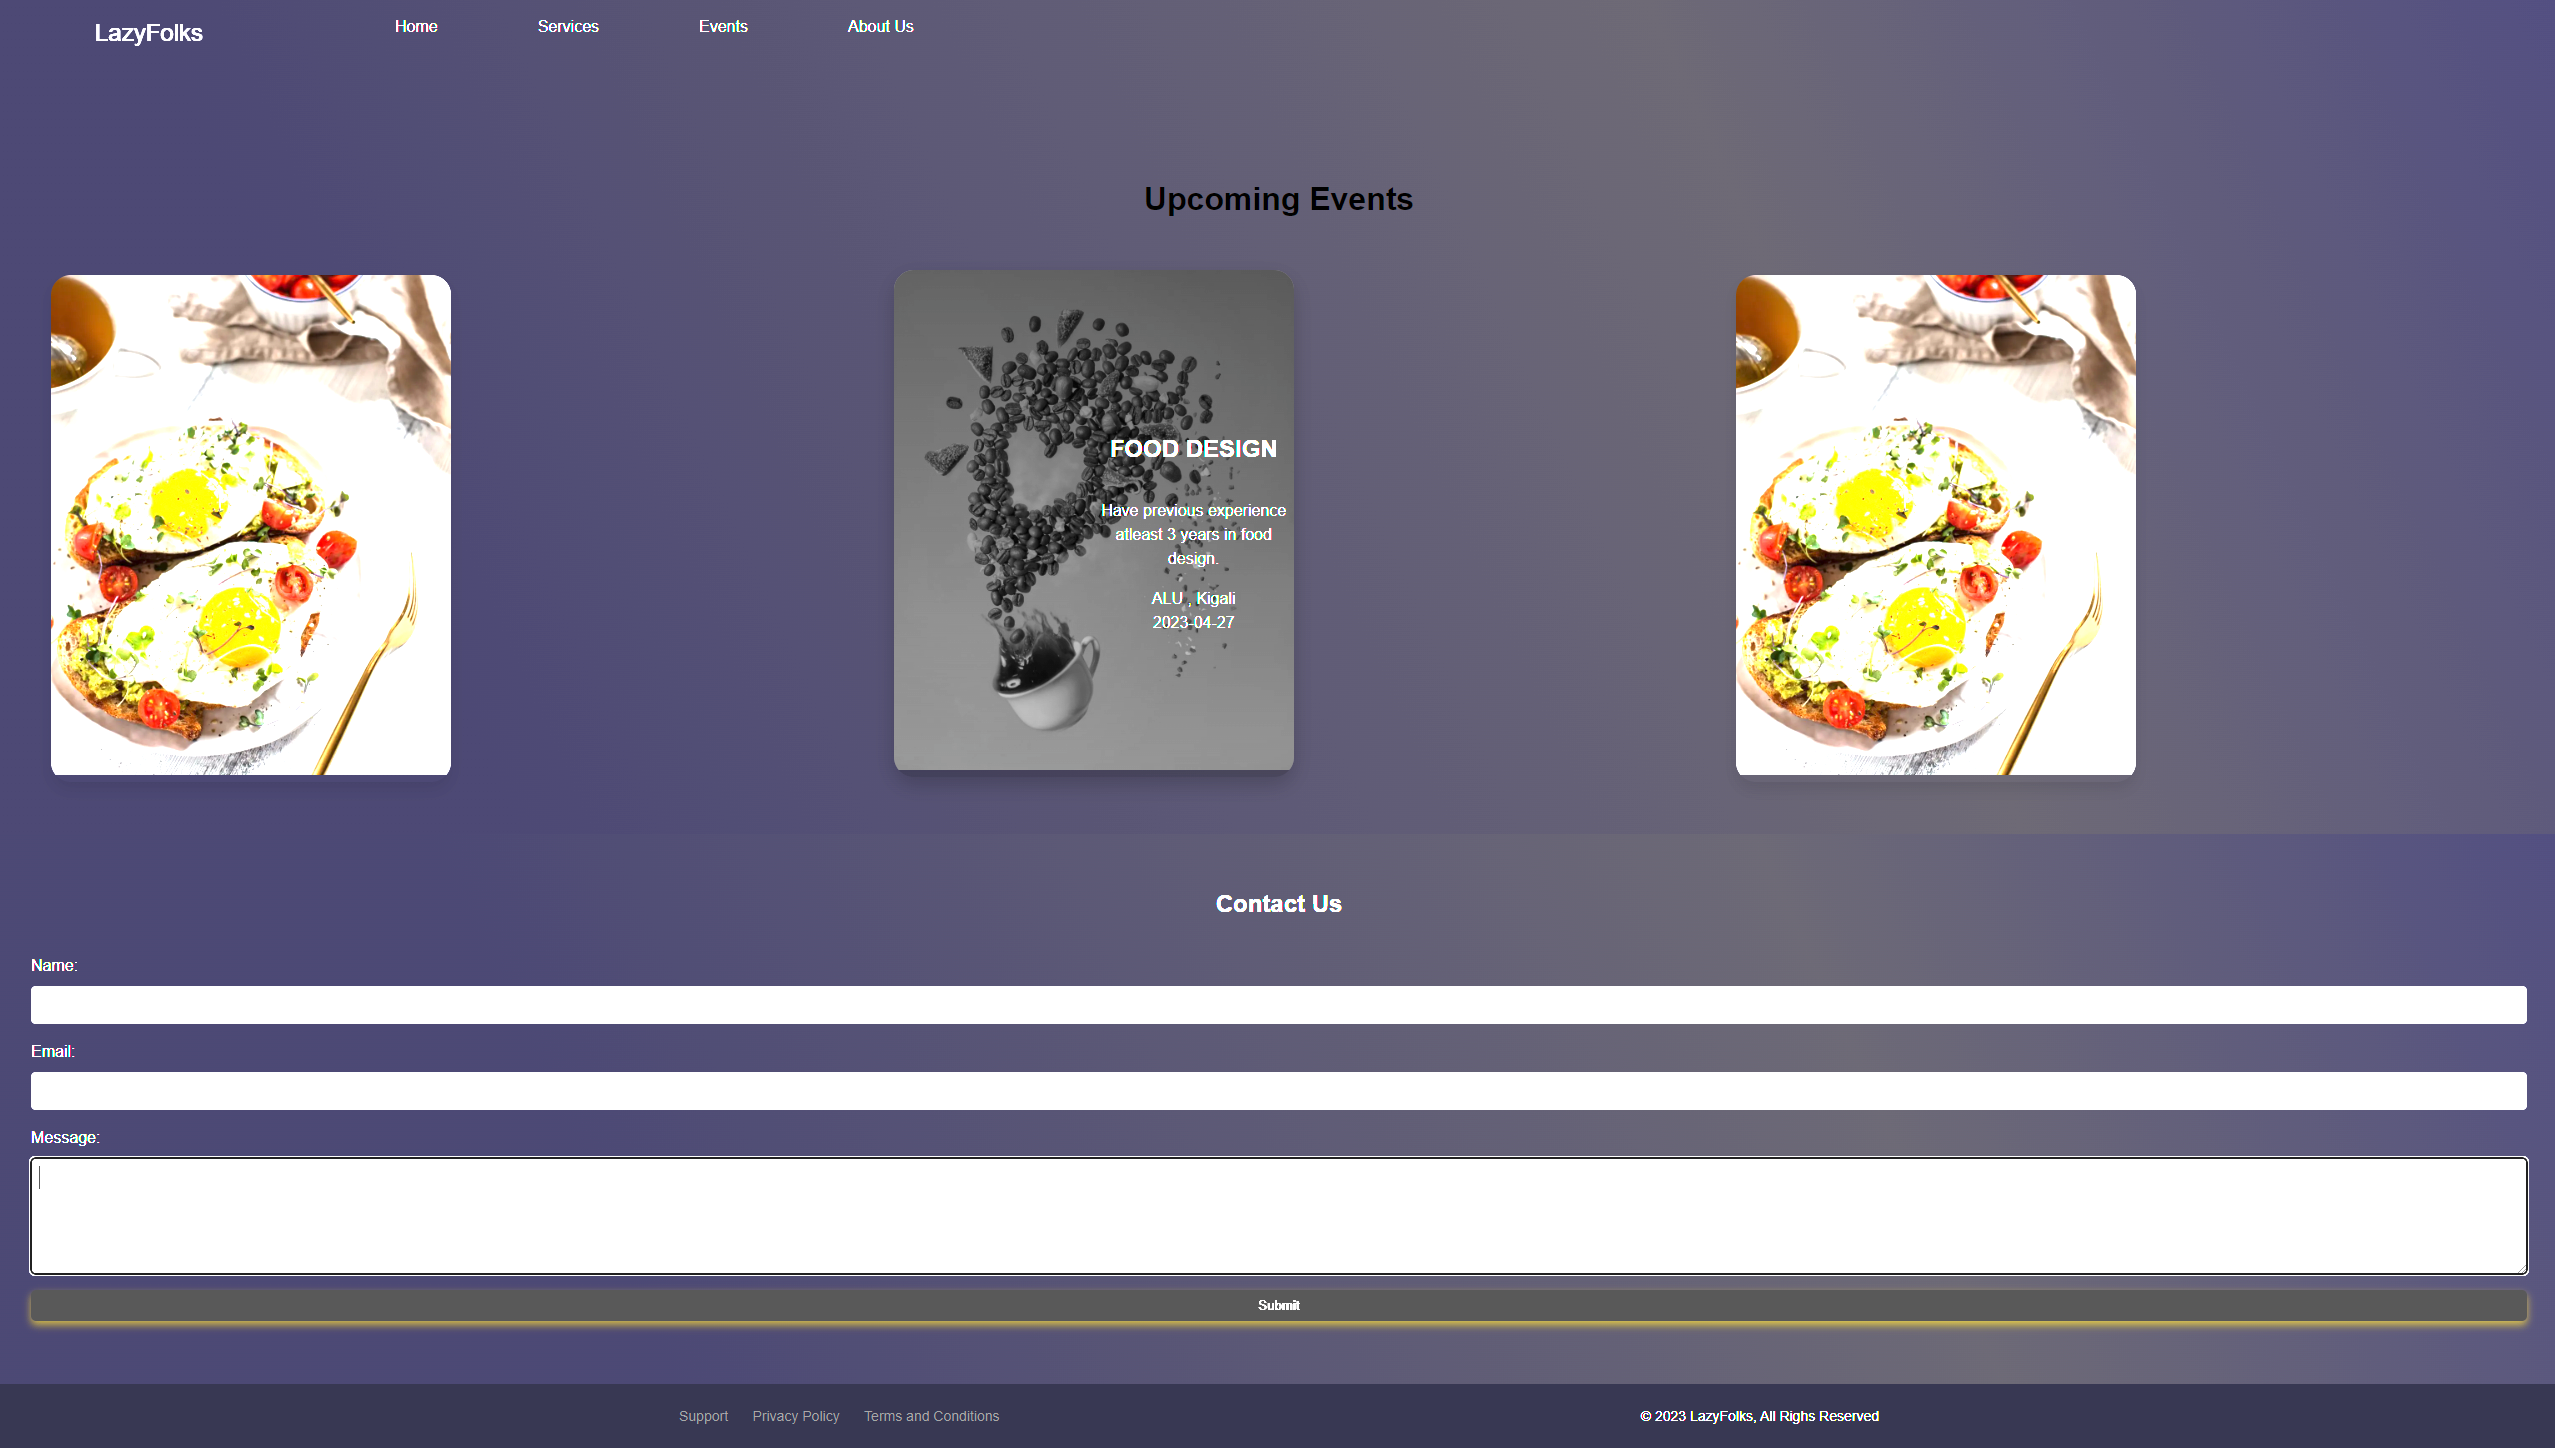 LazyFolks
Home
Services
Events
About Us
Upcoming Events
FOOD DESIGN
Have previous experience
atleast 3 years in food
design.
ALU , Kigali
2023-04-27
Contact Us
Name:
Email:
Message:
Submit
Support
Privacy Policy
Terms and Conditions
© 2023 LazyFolks, All Righs Reserved